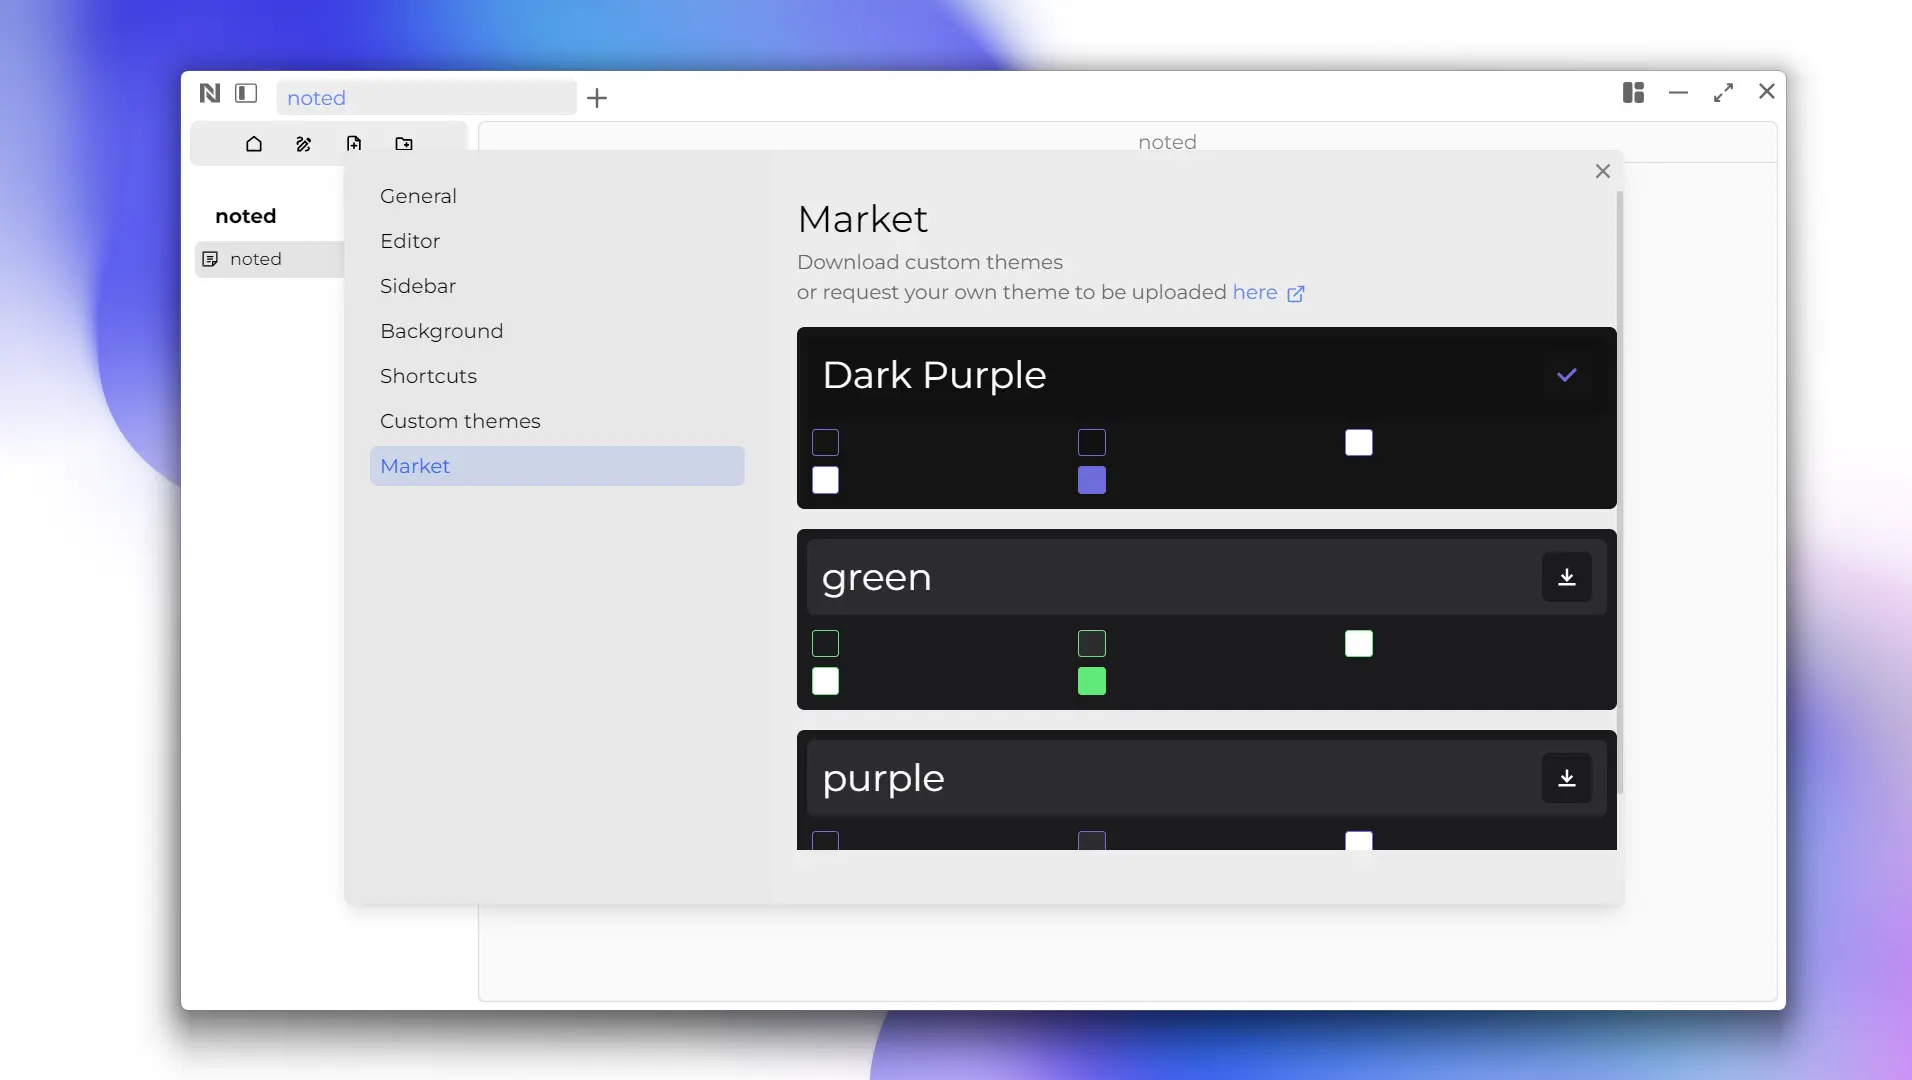 noted
noted
noted
noted
General
Editor
Sidebar
Background
Shortcuts
Custom themes
Market
Market
Download custom themes
or request your own theme to be uploaded here
Dark Purple
green
purple